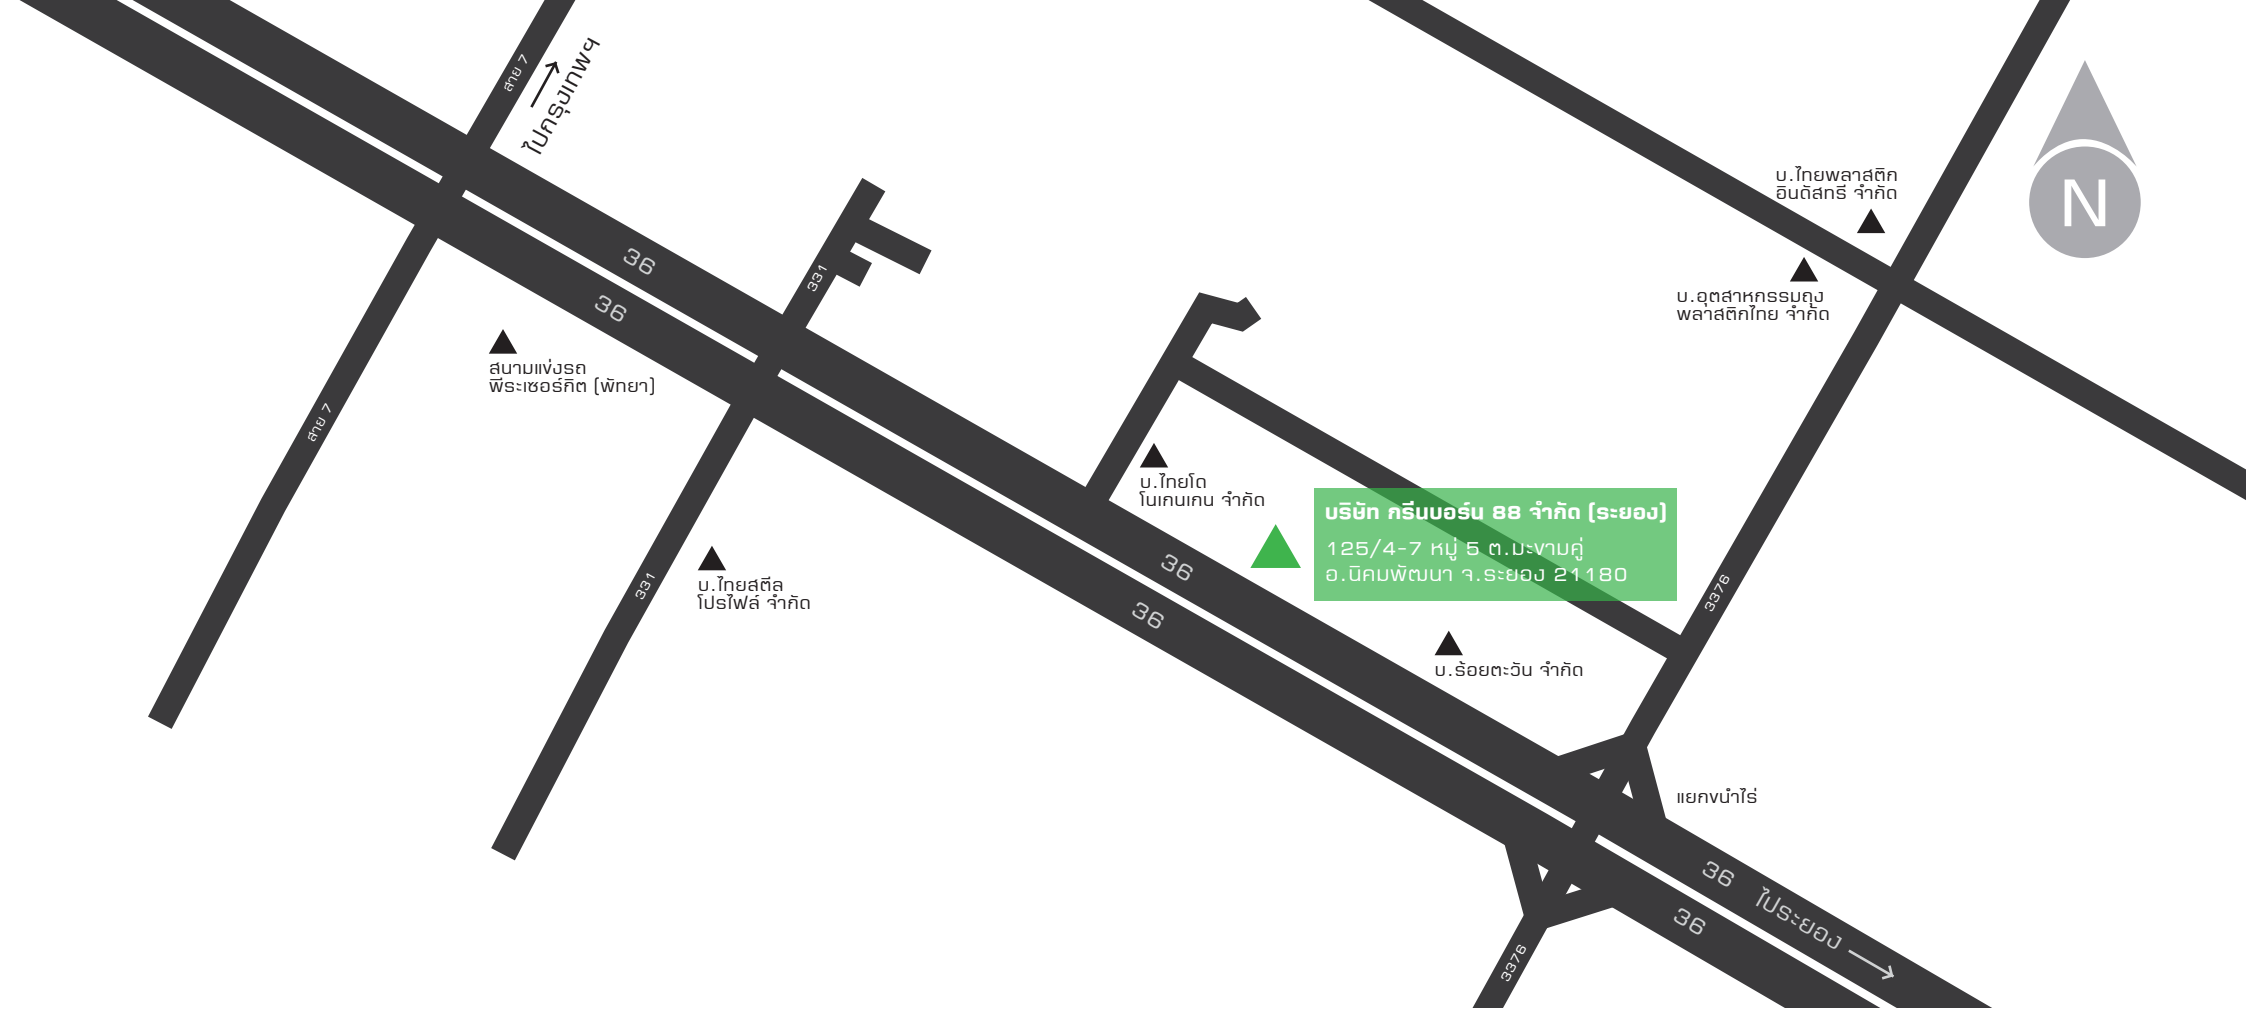 สาย 7
ไปกรุงเทพฯ
N
บ.ไทยพลาสติก
อินดัสทรี จำกัด
36
331
36
บ.อุตสาหกรรมถุง
พลาสติกไทย จำกัด
สนามแข่งรถ
พีระเซอร์กิต (พัทยา)
สาย 7
บ.ไทยโด
โนเกนเกน จำกัด
บริษัท กรีนบอร์น 88 จำกัด (ระยอง)
125/4-7 หมู่ 5 ต.มะขามคู่
อ.นิคมพัฒนา จ.ระยอง 21180
331
บ.ไทยสตีล
โปรไฟล์ จำกัด
36
36
3376
บ.ร้อยตะวัน จำกัด
แยกขนำไร่
36
ไประยอง
36
3376